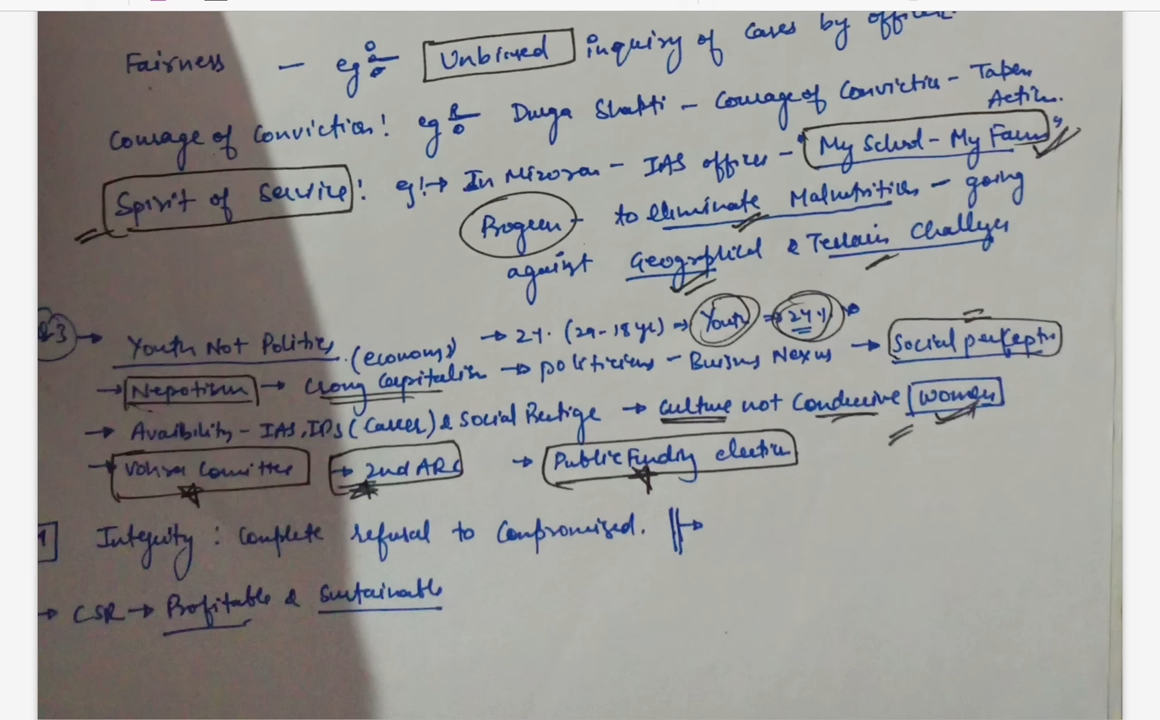 Fairness - eg:- Unbiased inquiry of cases by officer.
Courage of Conviction! eg:- Durga Shakti - Courage of Conviction - Taken Action.
Spirit of Service! eg:→ In Mizoram - IAS officer - "My School - My Farm"
Program - to eliminate Malnutrition - going
against Geographical & Terrain Challenges
Q3 → Youth Not Politics (economy) → 2%. (29-18 yr) → Youth → 24%
→ Nepotism → Crony Capitalism → politicians - Business Nexus → Social perceptn
→ Avaibility - IAS, IPS (Career) & Social Prestige → Culture not Conducive women
→ Vohra Committee → 2nd ARC → Public Funding election
Integrity : Complete refusal to Compromised.
→ CSR → Profitable & Sustainable